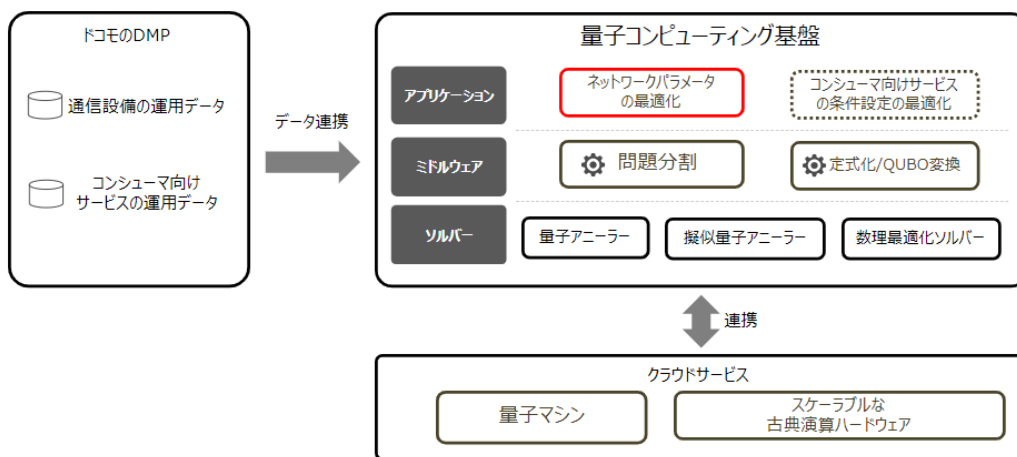 ドコモのDMP
通信設備の運用データ
コンシューマ向け
サービスの運用データ
データ連携
量子コンピューティング基盤
アプリケーション
ネットワークパラメータ
の最適化
コンシューマ向けサービス
の条件設定の最適化
ミドルウェア
問題分割
定式化/QUBO変換
ソルバー
量子アニーラー
擬似量子アニーラー
数理最適化ソルバー
連携
クラウドサービス
量子マシン
スケーラブルな
古典演算ハードウェア